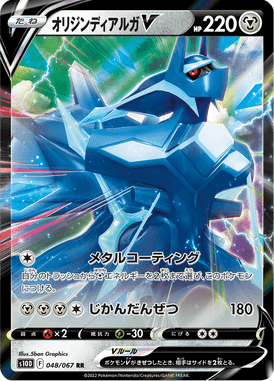 たね オリジンディアルガV HP 220
メタルコーティング
自分のトラッシュから エネルギーを2枚まで選び、このポケモン
につける。
じかんだんぜつ 180
弱点 ×2 抵抗力 -30 にげる
Illus.5ban Graphics
Vルール
ポケモンVがきぜつしたとき、相手はサイドを2枚とる。
s10D F 048/067 RR
©2022 Pokémon/Nintendo/Creatures/GAME FREAK.